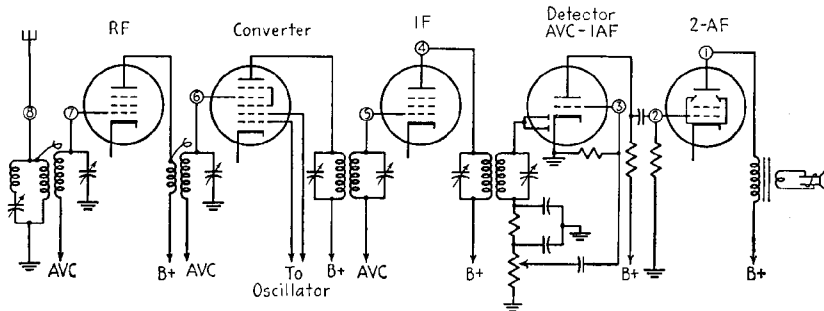 RF
Converter
IF
Detector
AVC-1AF
2-AF
8
7
6
5
4
3
2
1
AVC
B+
AVC
To
Oscillator
B+
AVC
B+
B+
B+